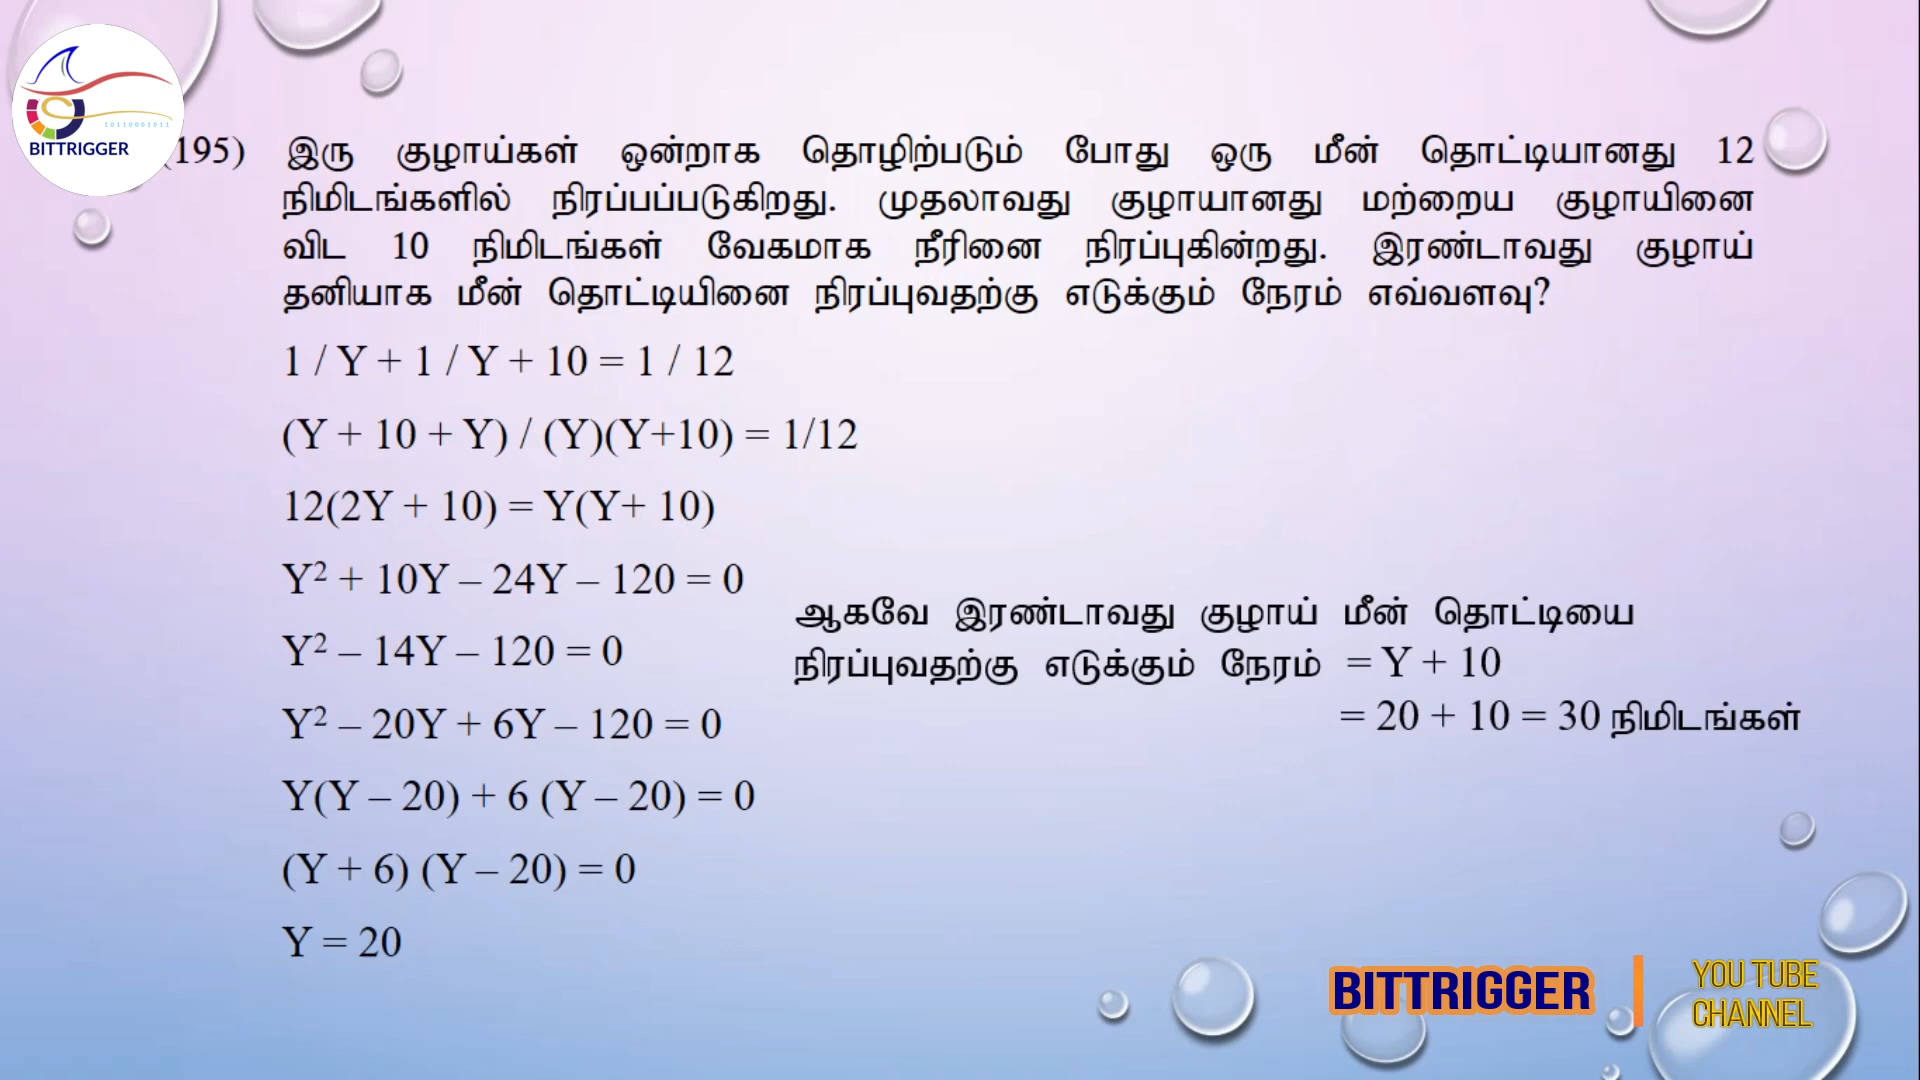 BITTRIGGER
10110001011
(195) இரு குழாய்கள் ஒன்றாக தொழிற்படும் போது ஒரு மீன் தொட்டியானது 12
நிமிடங்களில் நிரப்பப்படுகிறது. முதலாவது குழாயானது மற்றைய குழாயினை
விட 10 நிமிடங்கள் வேகமாக நீரினை நிரப்புகின்றது. இரண்டாவது குழாய்
தனியாக மீன் தொட்டியினை நிரப்புவதற்கு எடுக்கும் நேரம் எவ்வளவு?
1 / Y + 1 / Y + 10 = 1 / 12
(Y + 10 + Y) / (Y)(Y+10) = 1/12
12(2Y + 10) = Y(Y+ 10)
Y² + 10Y – 24Y – 120 = 0
Y² – 14Y – 120 = 0
Y² – 20Y + 6Y – 120 = 0
Y(Y – 20) + 6 (Y – 20) = 0
(Y + 6) (Y – 20) = 0
Y = 20
ஆகவே இரண்டாவது குழாய் மீன் தொட்டியை
நிரப்புவதற்கு எடுக்கும் நேரம் = Y + 10
= 20 + 10 = 30 நிமிடங்கள்
BITTRIGGER
YOU TUBE
CHANNEL